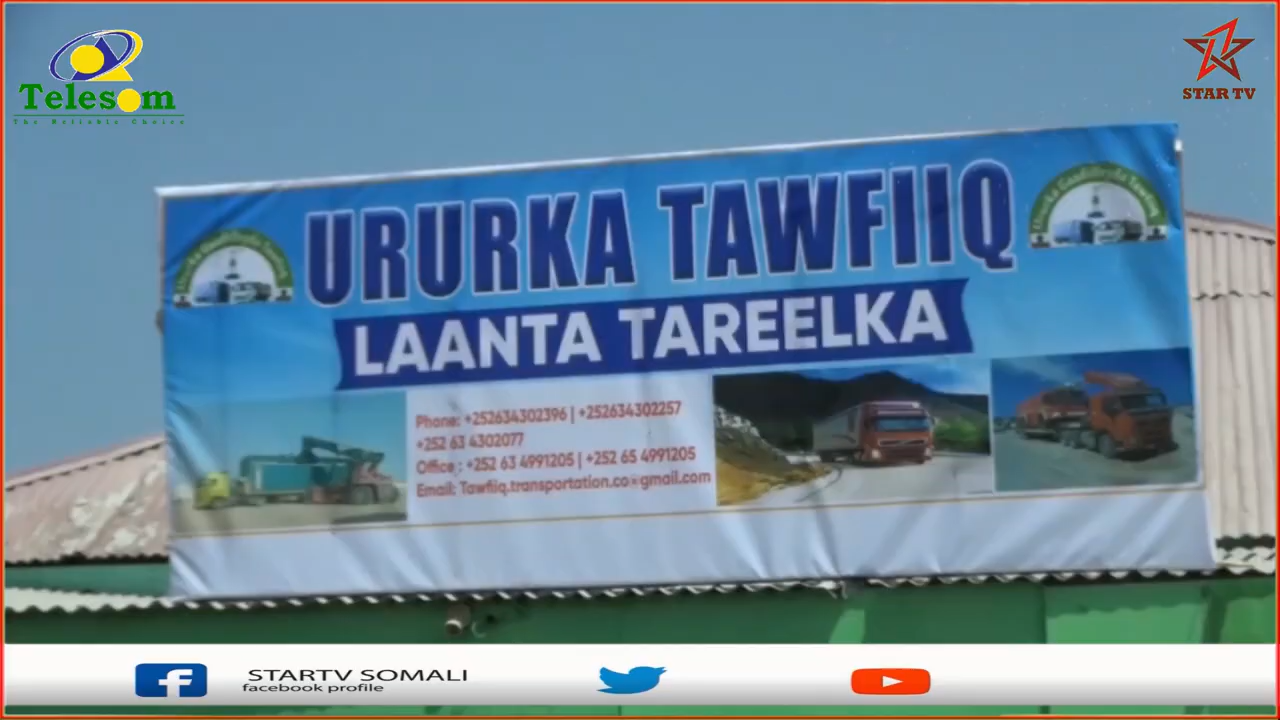 Telesom
The Reliable Choice
STAR TV
URURKA TAWFIIQ
LAANTA TAREELKA
Phone: +252634302396 | +252634302257
+252 63 4302077
Office : +252 63 4991205 | +252 65 4991205
Email: Tawfiiq.transportation.co@gmail.com
STARTV SOMALI
facebook profile